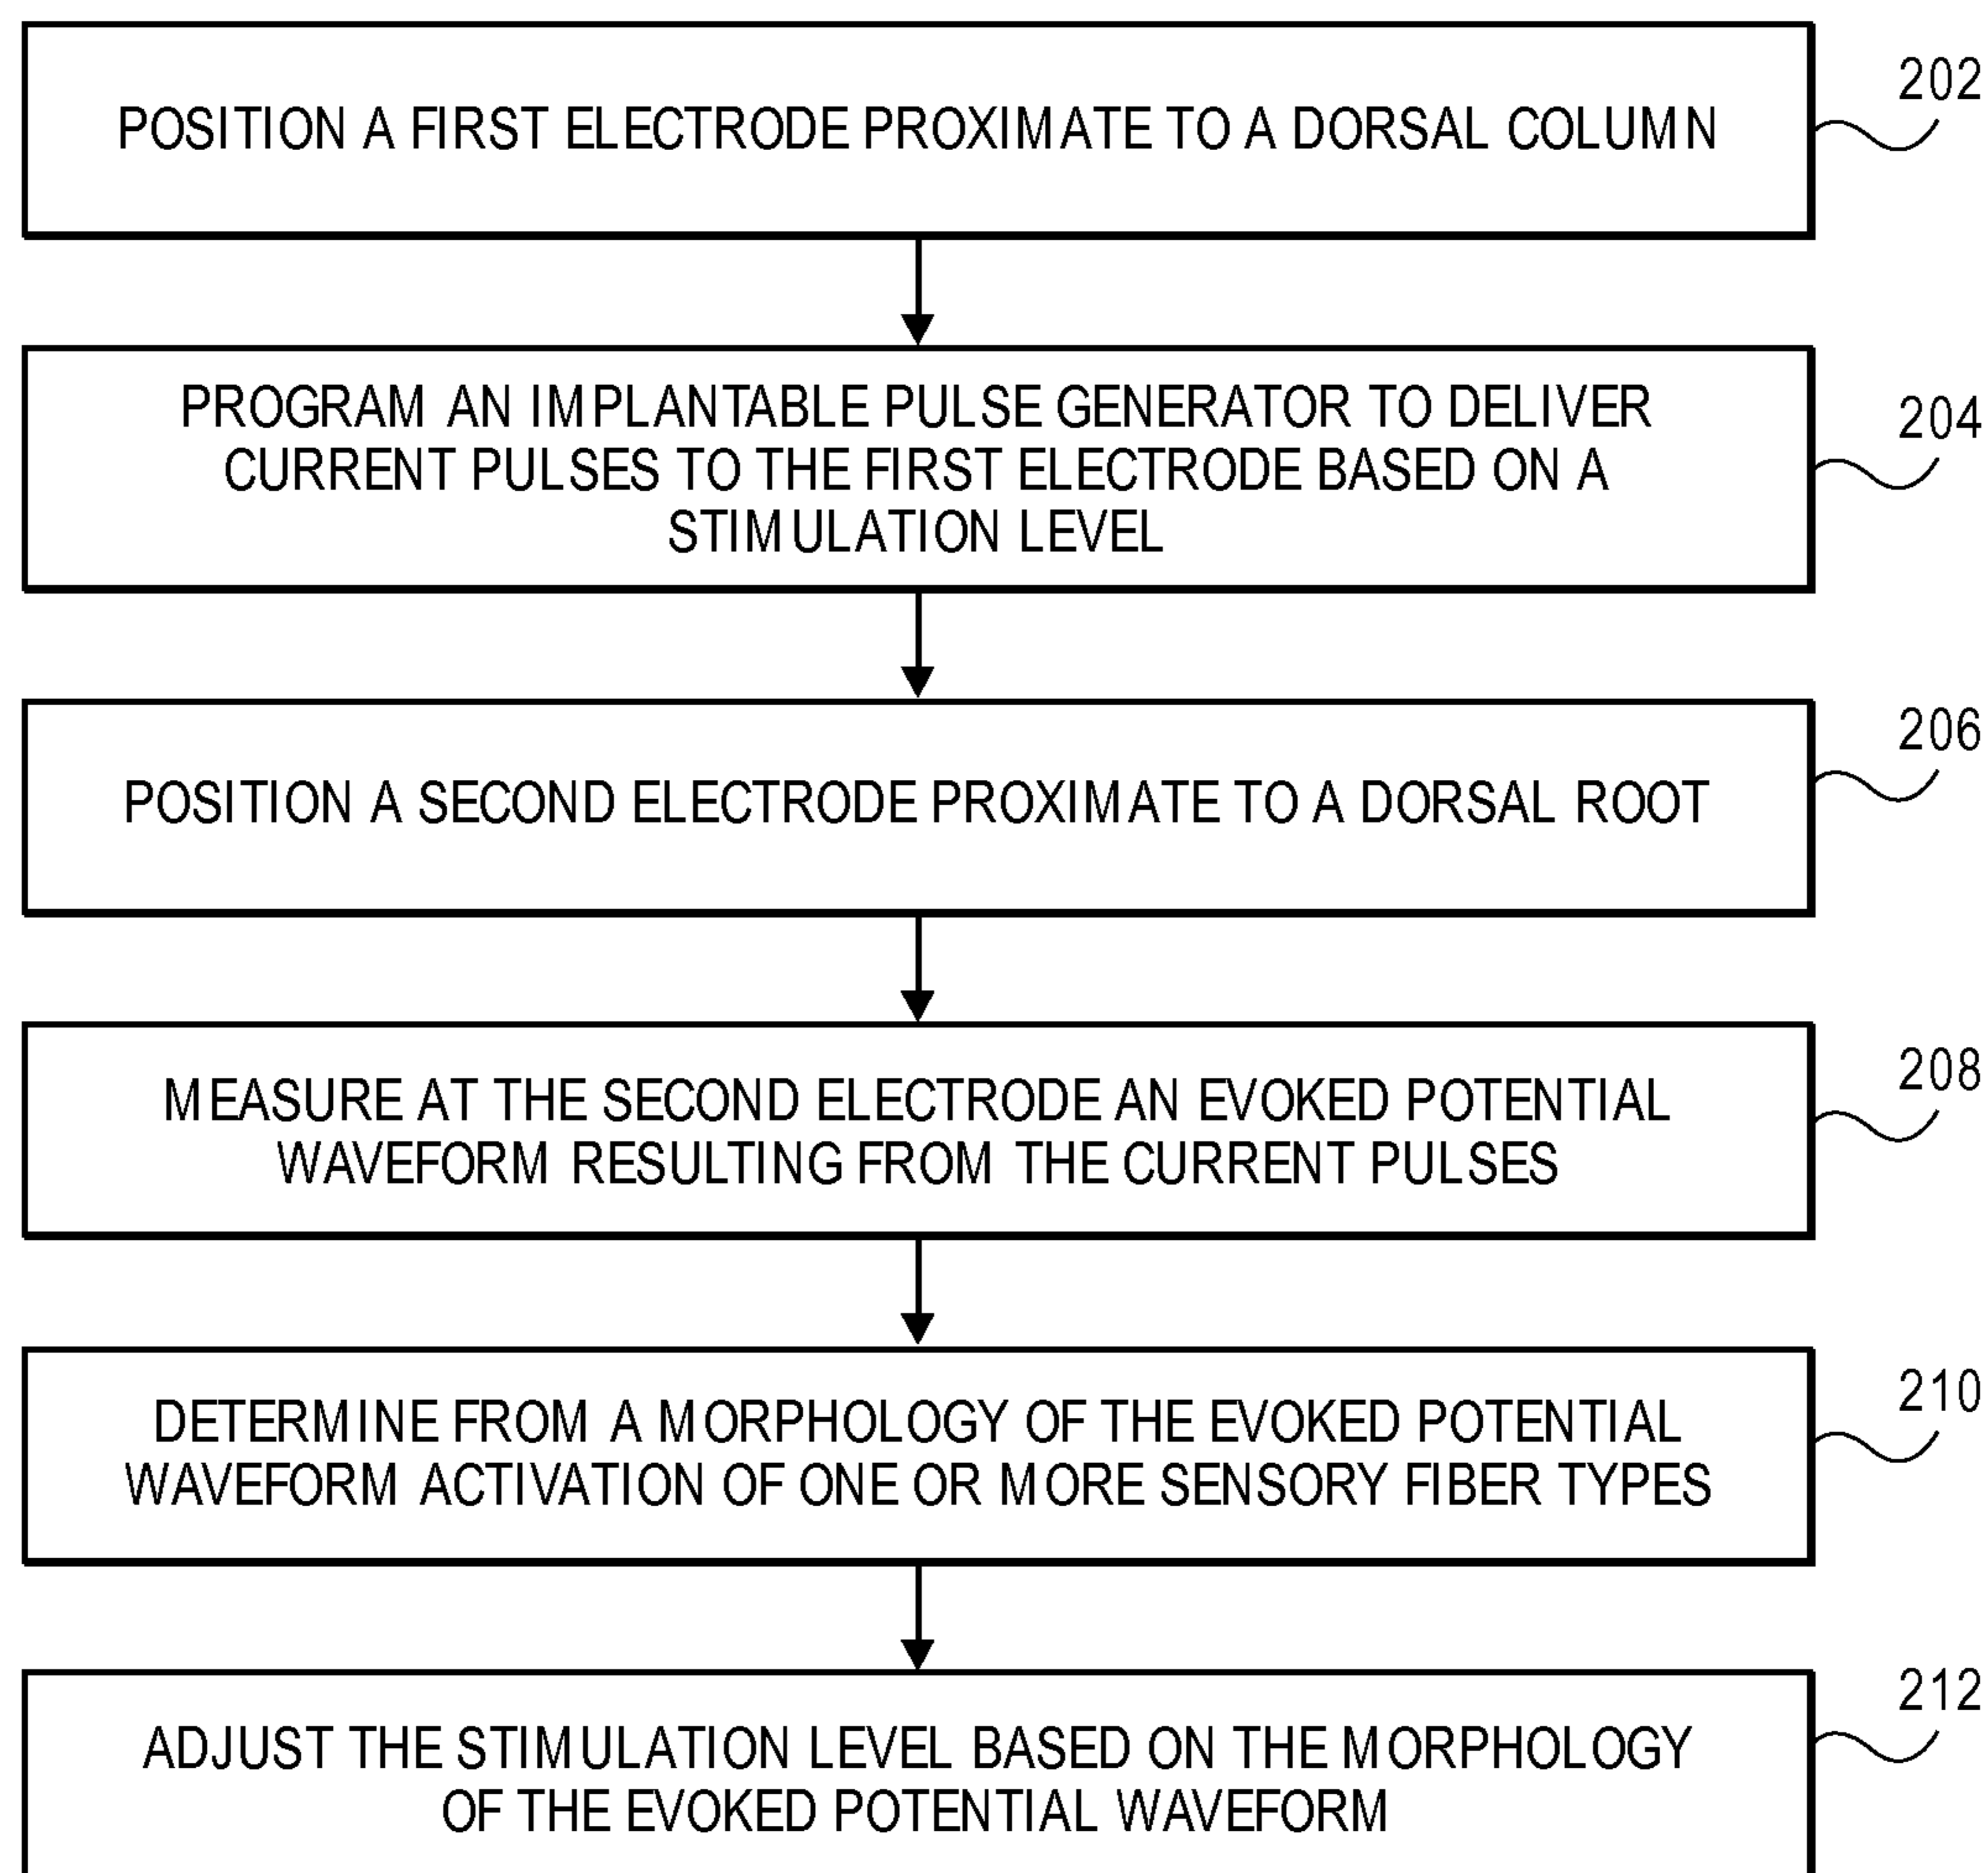 POSITION A FIRST ELECTRODE PROXIMATE TO A DORSAL COLUMN
202
PROGRAM AN IMPLANTABLE PULSE GENERATOR TO DELIVER
CURRENT PULSES TO THE FIRST ELECTRODE BASED ON A
STIMULATION LEVEL
204
POSITION A SECOND ELECTRODE PROXIMATE TO A DORSAL ROOT
206
MEASURE AT THE SECOND ELECTRODE AN EVOKED POTENTIAL
WAVEFORM RESULTING FROM THE CURRENT PULSES
208
DETERMINE FROM A MORPHOLOGY OF THE EVOKED POTENTIAL
WAVEFORM ACTIVATION OF ONE OR MORE SENSORY FIBER TYPES
210
ADJUST THE STIMULATION LEVEL BASED ON THE MORPHOLOGY
OF THE EVOKED POTENTIAL WAVEFORM
212